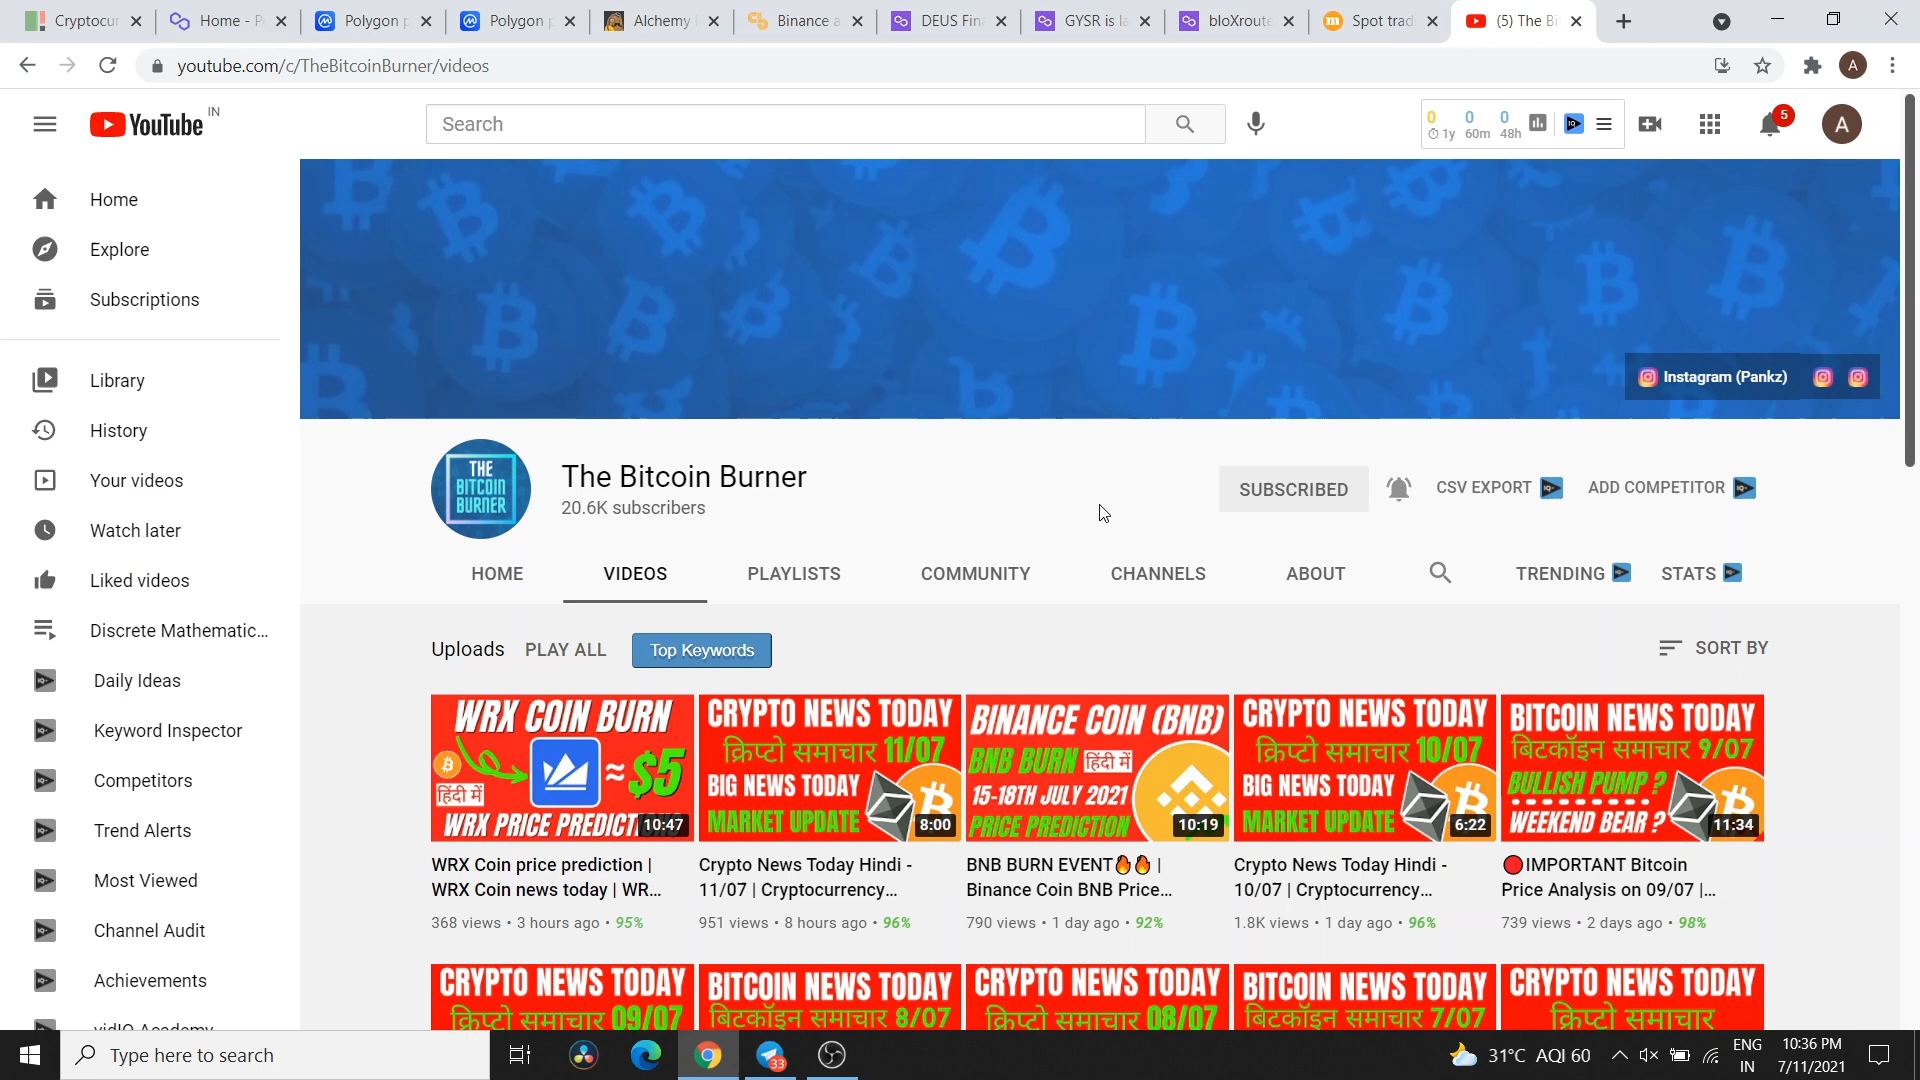 Cryptocur
Home - P
Polygon p
Polygon p
Alchemy
Binance a
DEUS Fin
GYSR is la
bloXroute
Spot trad
(5) The Bi
youtube.com/c/TheBitcoinBurner/videos
A
YouTube IN
Search
0 0 0
1y 60m 48h
5
A
Home
Explore
Subscriptions
Library
History
Your videos
Watch later
Liked videos
Discrete Mathematic...
Daily Ideas
Keyword Inspector
Competitors
Trend Alerts
Most Viewed
Channel Audit
Achievements
Instagram (Pankz)
THE
BITCOIN
BURNER
The Bitcoin Burner
20.6K subscribers
SUBSCRIBED
CSV EXPORT
ADD COMPETITOR
HOME VIDEOS PLAYLISTS COMMUNITY CHANNELS ABOUT TRENDING STATS
Uploads PLAY ALL Top Keywords SORT BY
WRX COIN BURN
≈ $5
हिंदी में
WRX PRICE PREDICTI
10:47
WRX Coin price prediction |
WRX Coin news today | WR...
368 views • 3 hours ago • 95%
CRYPTO NEWS TODAY
क्रिप्टो समाचार 11/07
BIG NEWS TODAY
MARKET UPDATE
8:00
Crypto News Today Hindi -
11/07 | Cryptocurrency...
951 views • 8 hours ago • 96%
BINANCE COIN (BNB)
BNB BURN हिंदी में
15-18TH JULY 2021
PRICE PREDICTION
10:19
BNB BURN EVENT🔥🔥 |
Binance Coin BNB Price...
790 views • 1 day ago • 92%
CRYPTO NEWS TODAY
क्रिप्टो समाचार 10/07
BIG NEWS TODAY
MARKET UPDATE
6:22
Crypto News Today Hindi -
10/07 | Cryptocurrency...
1.8K views • 1 day ago • 96%
BITCOIN NEWS TODAY
बिटकॉइन समाचार 9/07
BULLISH PUMP ?
WEEKEND BEAR ?
11:34
🔴IMPORTANT Bitcoin
Price Analysis on 09/07 |...
739 views • 2 days ago • 98%
CRYPTO NEWS TODAY
क्रिप्टो समाचार 09/07
BITCOIN NEWS TODAY
बिटकॉइन समाचार 8/07
CRYPTO NEWS TODAY
क्रिप्टो समाचार 08/07
BITCOIN NEWS TODAY
बिटकॉइन समाचार 7/07
CRYPTO NEWS TODAY
क्रिप्टो समाचार
Type here to search
33
31°C AQI 60
ENG
IN
10:36 PM
7/11/2021